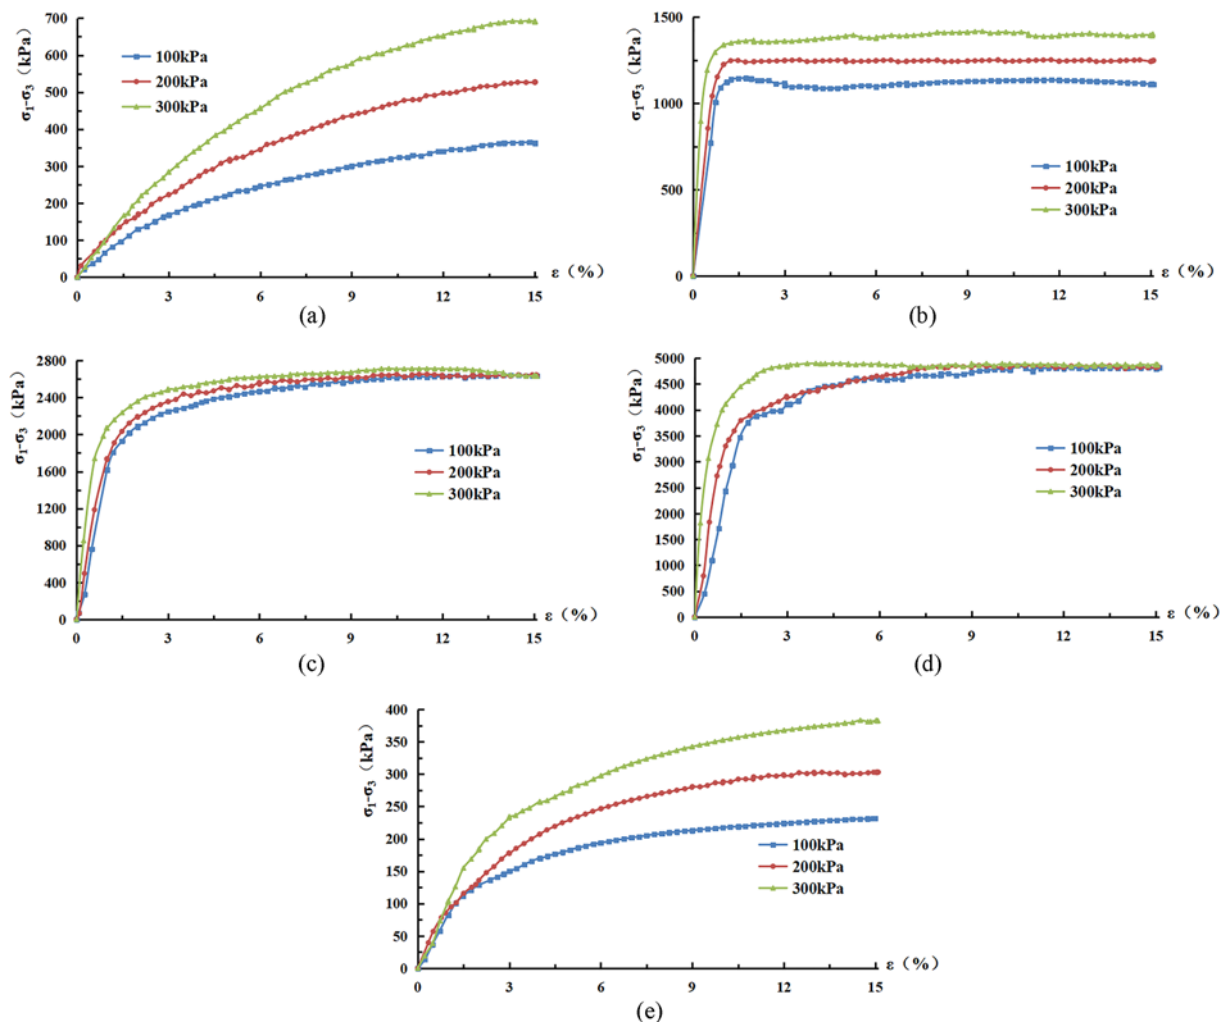 σ₁-σ₃（kPa）
700
600
500
400
300
200
100
0
100kPa
200kPa
300kPa
0 3 6 9 12 15
ε（%）
(a)
σ₁-σ₃（kPa）
1500
1000
500
0
100kPa
200kPa
300kPa
0 3 6 9 12 15
ε（%）
(b)
σ₁-σ₃（kPa）
2800
2400
2000
1600
1200
800
400
0
100kPa
200kPa
300kPa
0 3 6 9 12 15
ε（%）
(c)
σ₁-σ₃（kPa）
5000
4500
4000
3500
3000
2500
2000
1500
1000
500
0
100kPa
200kPa
300kPa
0 3 6 9 12 15
ε（%）
(d)
σ₁-σ₃（kPa）
400
350
300
250
200
150
100
50
0
100kPa
200kPa
300kPa
0 3 6 9 12 15
ε（%）
(e)